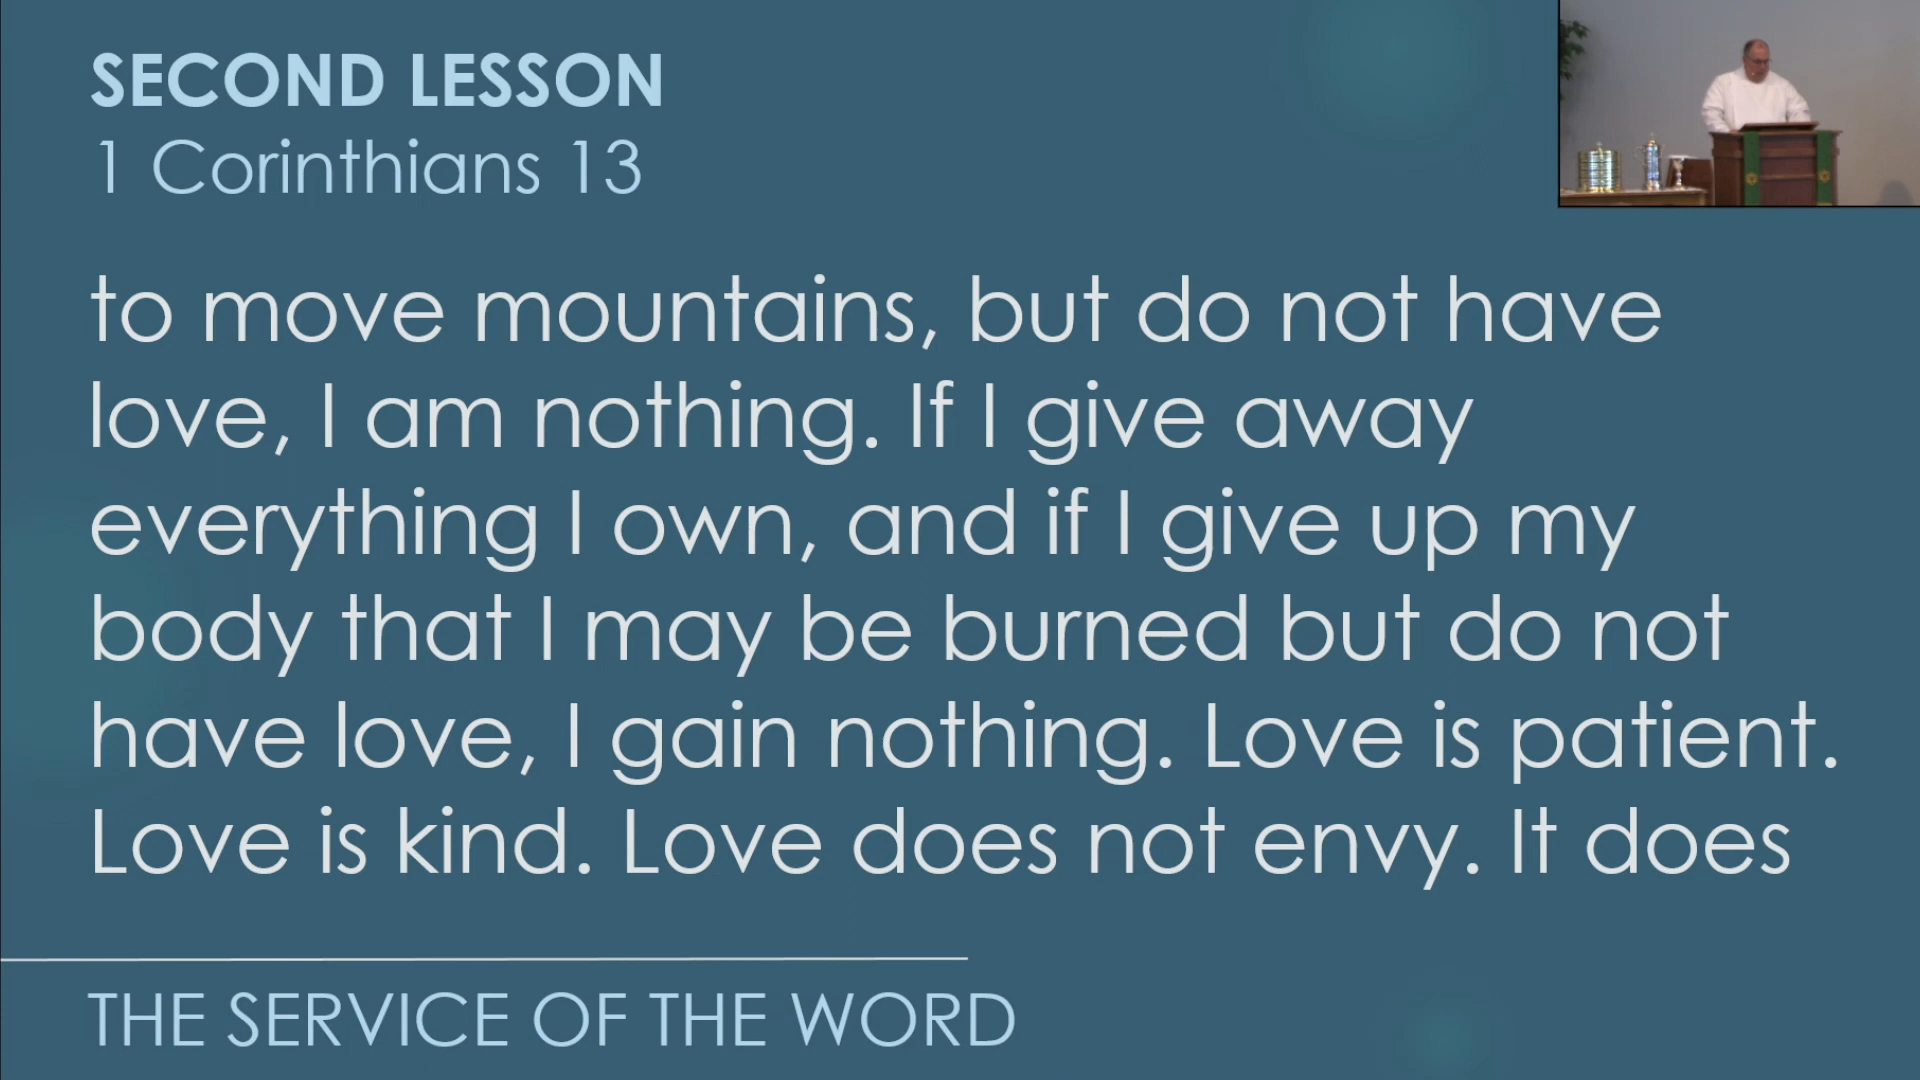 SECOND LESSON
1 Corinthians 13
to move mountains, but do not have
love, I am nothing. If I give away
everything I own, and if I give up my
body that I may be burned but do not
have love, I gain nothing. Love is patient.
Love is kind. Love does not envy. It does
THE SERVICE OF THE WORD